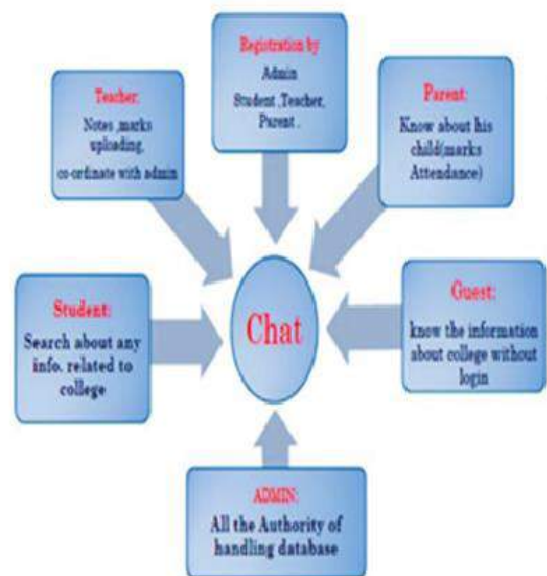 Registration by
Admin
Student ,Teacher,
Parent .
Teacher:
Notes ,marks
uploading,
co-ordinate with admin
Parent:
Know about his
child(marks
Attendance)
Student:
Search about any
info. related to
college
Chat
Guest:
know the information
about college without
login
ADMIN:
All the Authority of
handling database